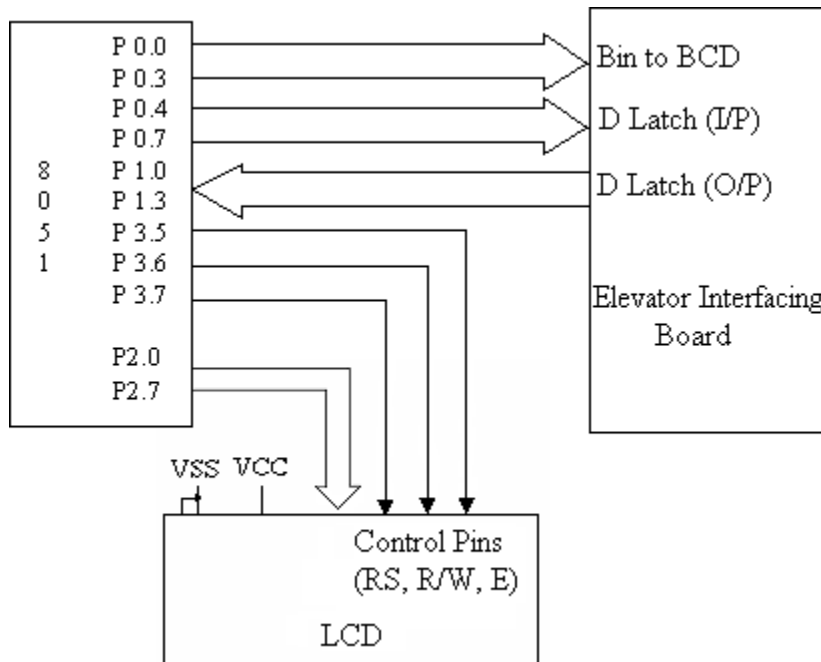 P 0.0
P 0.3
P 0.4
P 0.7
P 1.0
P 1.3
P 3.5
P 3.6
P 3.7
P2.0
P2.7
8
0
5
1
Bin to BCD
D Latch (I/P)
D Latch (O/P)
Elevator Interfacing
Board
VSS VCC
Control Pins
(RS, R/W, E)
LCD